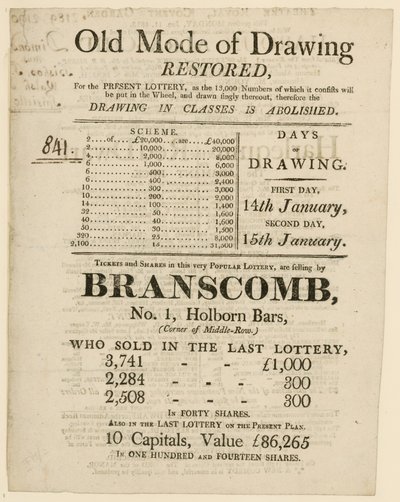 Old Mode of Drawing
RESTORED,
For the PRESENT LOTTERY, as the 13,000 Numbers of which it conſiſts will
be put in the Wheel, and drawn ſingly thereout, therefore the
DRAWING IN CLASSES IS ABOLISHED.
841.
SCHEME.
2 ....of.... £20,000 ..are.. £40,000
2 ........ 10,000 ........ 20,000
4 ........ 2,000 ........ 8,000
6 ........ 1,000 ........ 6,000
6 ........ 500 ........ 3,000
6 ........ 400 ........ 2,400
10 ........ 300 ........ 3,000
10 ........ 200 ........ 2,000
14 ........ 100 ........ 1,400
32 ........ 50 ........ 1,600
40 ........ 40 ........ 1,600
50 ........ 30 ........ 1,500
320 ........ 25 ........ 8,000
2,100 ........ 15 ........ 31,500
DAYS
OF
DRAWING.
FIRST DAY,
14th January,
SECOND DAY,
15th January.
TICKETS and SHARES in this very POPULAR LOTTERY, are ſelling by
BRANSCOMB,
No. 1, Holborn Bars,
(Corner of Middle-Row.)
WHO SOLD IN THE LAST LOTTERY,
3,741 - - £1,000
2,284 - - - 300
2,508 - - - 300
IN FORTY SHARES.
ALSO IN THE LAST LOTTERY ON THE PRESENT PLAN.
10 Capitals, Value £86,265
IN ONE HUNDRED AND FOURTEEN SHARES.